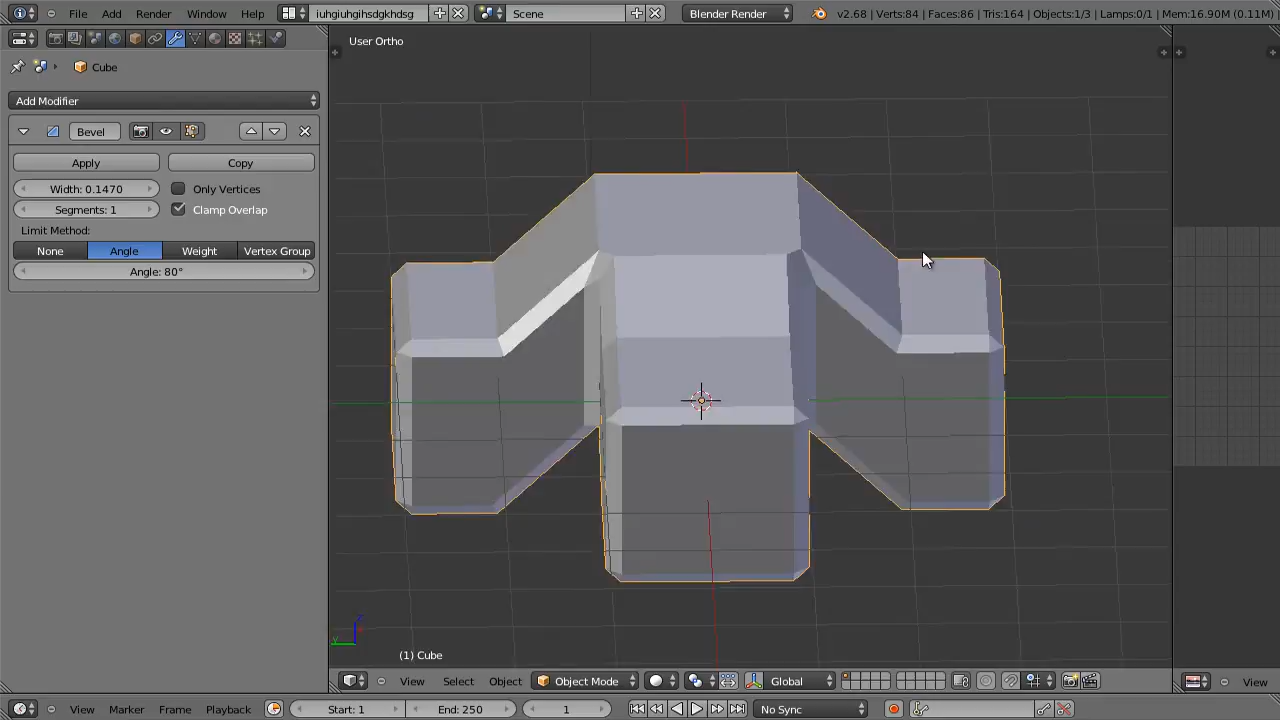 File Add Render Window Help iuhgiuhgihsdgkhdsg Scene Blender Render v2.68 | Verts:84 | Faces:86 | Tris:164 | Objects:1/3 | Lamps:0/1 | Mem:16.90M (0.11M) |
Cube
User Ortho
Add Modifier
Bevel
Apply Copy
Width: 0.1470 Only Vertices
Segments: 1 Clamp Overlap
Limit Method:
None Angle Weight Vertex Group
Angle: 80°
z
y
(1) Cube
View Select Object Object Mode Global View
View Marker Frame Playback Start: 1 End: 250 1 No Sync